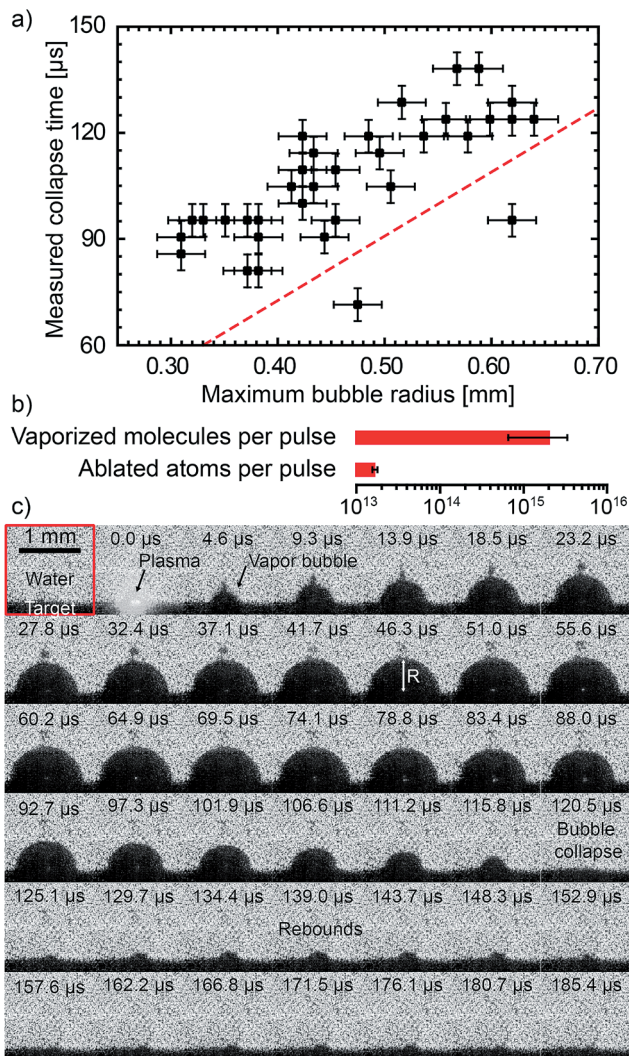 a)
150
120
90
60
Measured collapse time [µs]
0.30 0.40 0.50 0.60 0.70
Maximum bubble radius [mm]
b)
Vaporized molecules per pulse
Ablated atoms per pulse
10¹³ 10¹⁴ 10¹⁵ 10¹⁶
c)
1 mm 0.0 µs 4.6 µs 9.3 µs 13.9 µs 18.5 µs 23.2 µs
Plasma Vapor bubble
Water
Target
27.8 µs 32.4 µs 37.1 µs 41.7 µs 46.3 µs 51.0 µs 55.6 µs
R
60.2 µs 64.9 µs 69.5 µs 74.1 µs 78.8 µs 83.4 µs 88.0 µs
92.7 µs 97.3 µs 101.9 µs 106.6 µs 111.2 µs 115.8 µs 120.5 µs
Bubble
collapse
125.1 µs 129.7 µs 134.4 µs 139.0 µs 143.7 µs 148.3 µs 152.9 µs
Rebounds
157.6 µs 162.2 µs 166.8 µs 171.5 µs 176.1 µs 180.7 µs 185.4 µs